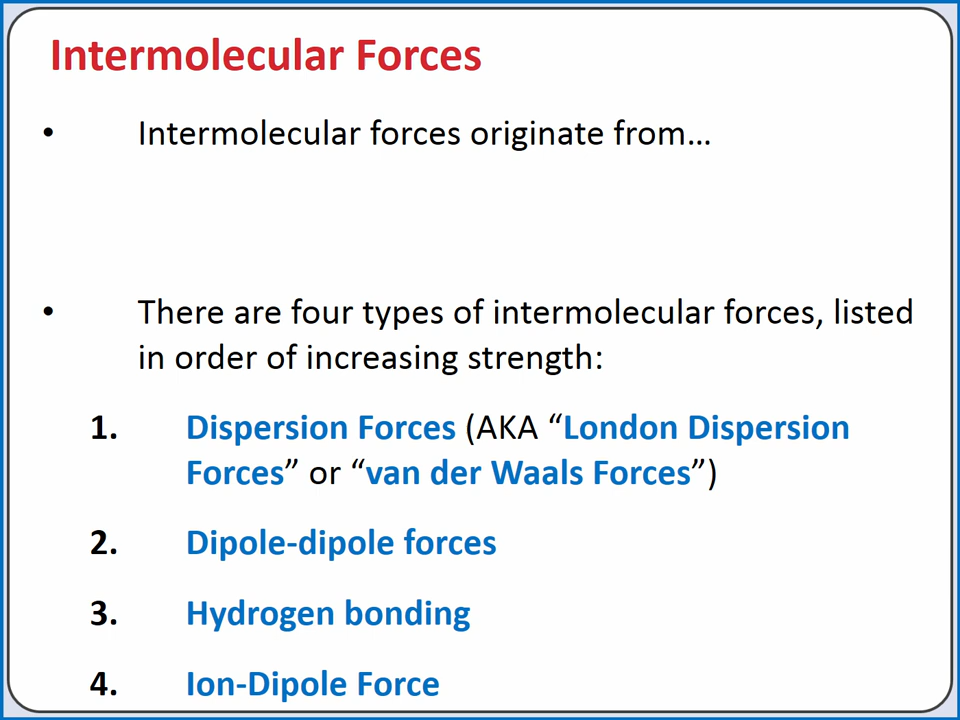 Intermolecular Forces
• Intermolecular forces originate from…
• There are four types of intermolecular forces, listed
in order of increasing strength:
1. Dispersion Forces (AKA “London Dispersion
Forces” or “van der Waals Forces”)
2. Dipole-dipole forces
3. Hydrogen bonding
4. Ion-Dipole Force